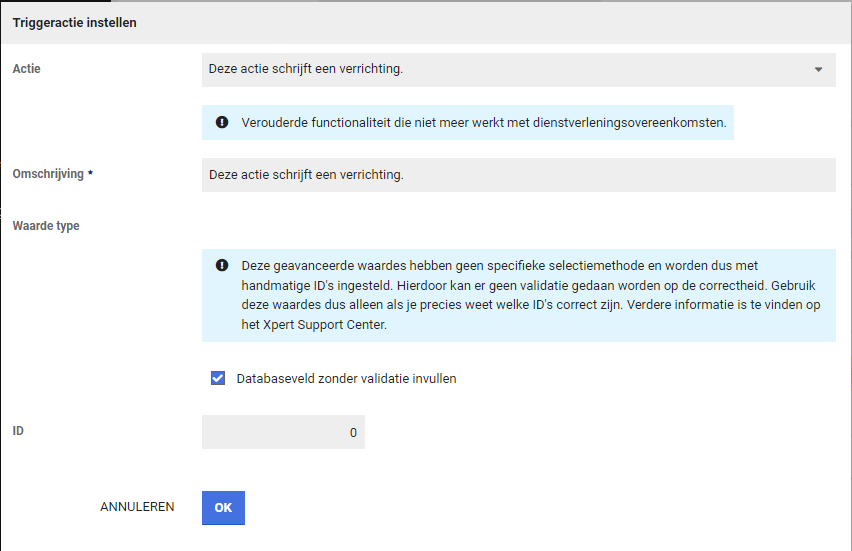 Triggeractie instellen
Actie
Deze actie schrijft een verrichting.
Verouderde functionaliteit die niet meer werkt met dienstverleningsovereenkomsten.
Omschrijving *
Deze actie schrijft een verrichting.
Waarde type
Deze geavanceerde waardes hebben geen specifieke selectiemethode en worden dus met
handmatige ID's ingesteld. Hierdoor kan er geen validatie gedaan worden op de correctheid. Gebruik
deze waardes dus alleen als je precies weet welke ID's correct zijn. Verdere informatie is te vinden op
het Xpert Support Center.
Databaseveld zonder validatie invullen
ID
0
ANNULEREN
OK